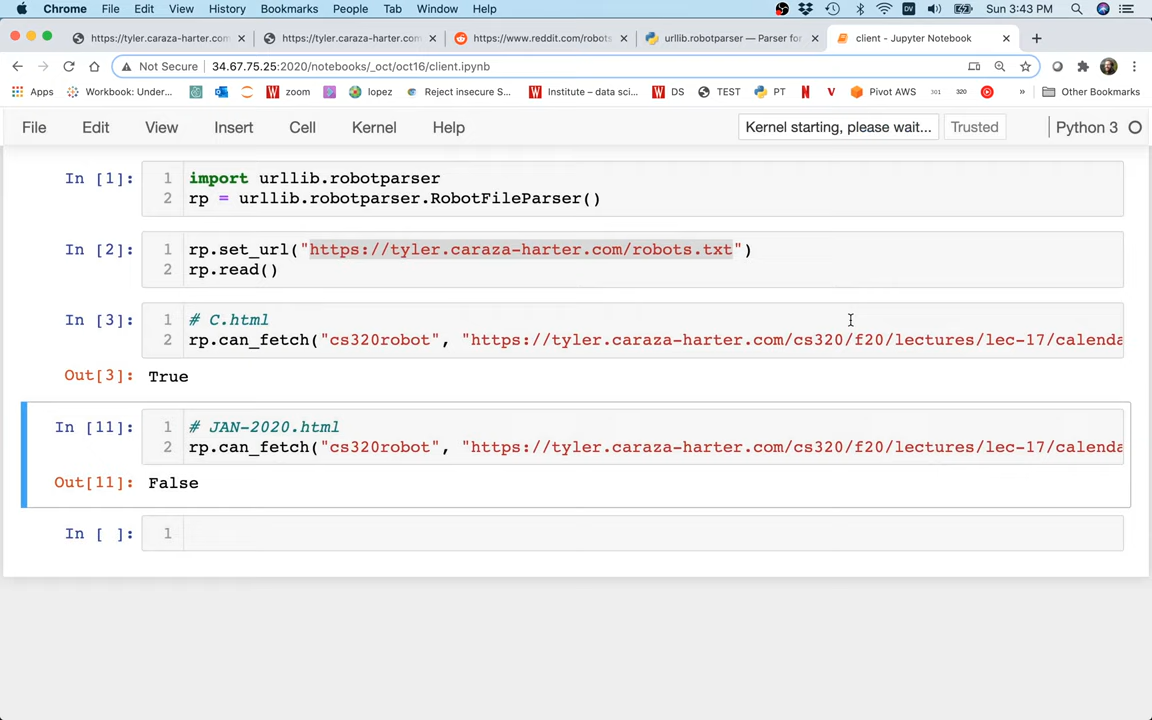 Chrome File Edit View History Bookmarks People Tab Window Help DV Sun 3:43 PM
https://tyler.caraza-harter.com https://tyler.caraza-harter.com https://www.reddit.com/robots urllib.robotparser — Parser for client - Jupyter Notebook
Not Secure 34.67.75.25:2020/notebooks/_oct/oct16/client.ipynb
Apps Workbook: Under... zoom lopez Reject insecure S... Institute – data sci... DS TEST PT Pivot AWS 301 320 » Other Bookmarks
File Edit View Insert Cell Kernel Help Kernel starting, please wait... Trusted Python 3
In [1]: 1 import urllib.robotparser
2 rp = urllib.robotparser.RobotFileParser()
In [2]: 1 rp.set_url("https://tyler.caraza-harter.com/robots.txt")
2 rp.read()
In [3]: 1 # C.html
2 rp.can_fetch("cs320robot", "https://tyler.caraza-harter.com/cs320/f20/lectures/lec-17/calenda
Out[3]: True
In [11]: 1 # JAN-2020.html
2 rp.can_fetch("cs320robot", "https://tyler.caraza-harter.com/cs320/f20/lectures/lec-17/calenda
Out[11]: False
In [ ]: 1